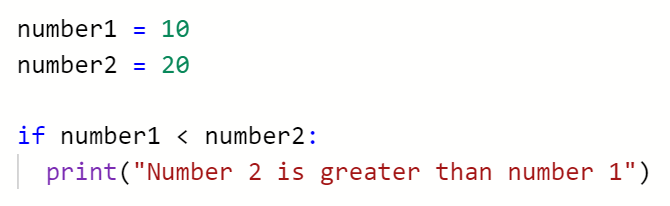 number1 = 10
number2 = 20
if number1 < number2:
print("Number 2 is greater than number 1")